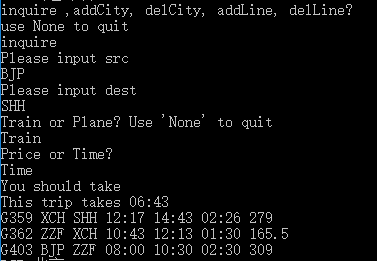 inquire ,addCity, delCity, addLine, delLine?
use None to quit
inquire
Please input src
BJP
Please input dest
SHH
Train or Plane? Use 'None' to quit
Train
Price or Time?
Time
You should take
This trip takes 06:43
G359 XCH SHH 12:17 14:43 02:26 279
G362 ZZF XCH 10:43 12:13 01:30 165.5
G403 BJP ZZF 08:00 10:30 02:30 309